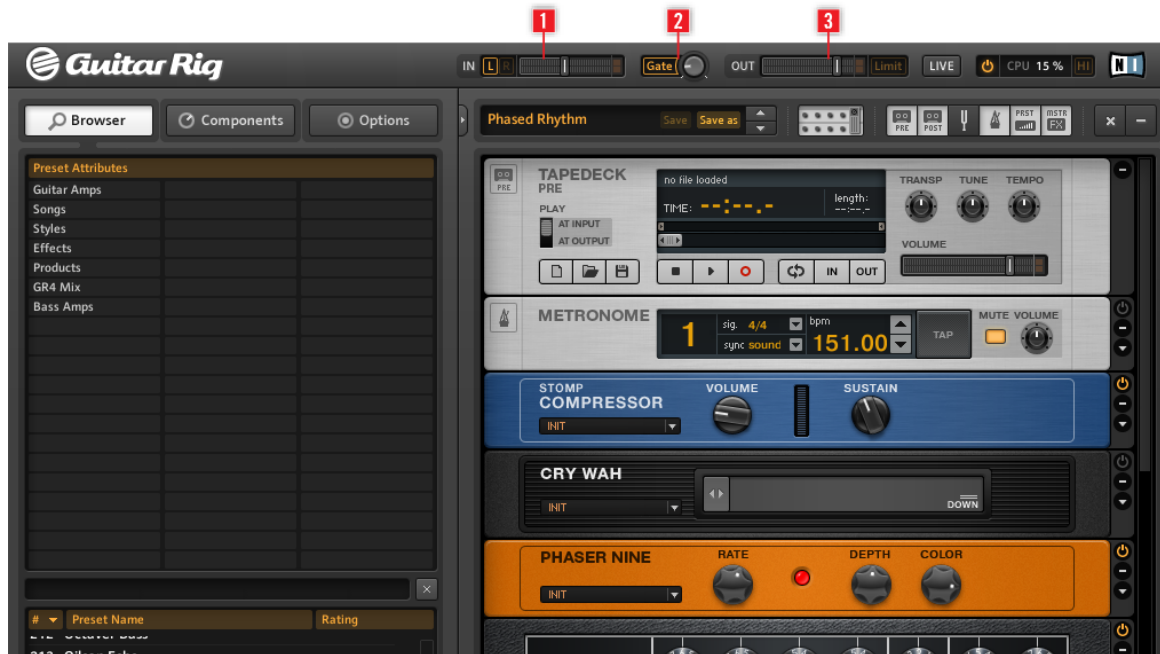 1 2 3
Guitar Rig
IN L R Gate OUT Limit LIVE CPU 15 % HI N I
Browser Components Options
Phased Rhythm Save Save as PRE POST PRST MSTR FX
Preset Attributes
Guitar Amps
Songs
Styles
Effects
Products
GR4 Mix
Bass Amps
# Preset Name Rating
TAPEDECK
PRE
PRE
PLAY
AT INPUT
AT OUTPUT
no file loaded
TIME: --:--.-
length:
--:--.-
IN OUT
TRANSP TUNE TEMPO
VOLUME
METRONOME
1
sig. 4/4
sync sound
bpm
151.00
TAP
MUTE VOLUME
STOMP
COMPRESSOR
INIT
VOLUME SUSTAIN
CRY WAH
INIT
DOWN
PHASER NINE
INIT
RATE DEPTH COLOR